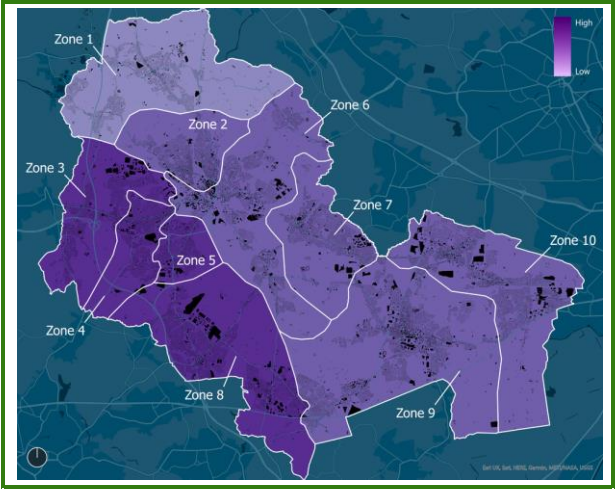 High
Zone 1
Low
Zone 6
Zone 2
Zone 3
Zone 7
Zone 10
Zone 5
Zone 4
Zone 8
Zone 9
Esri UK, Esri, HERE, Garmin, METI/NASA, USGS